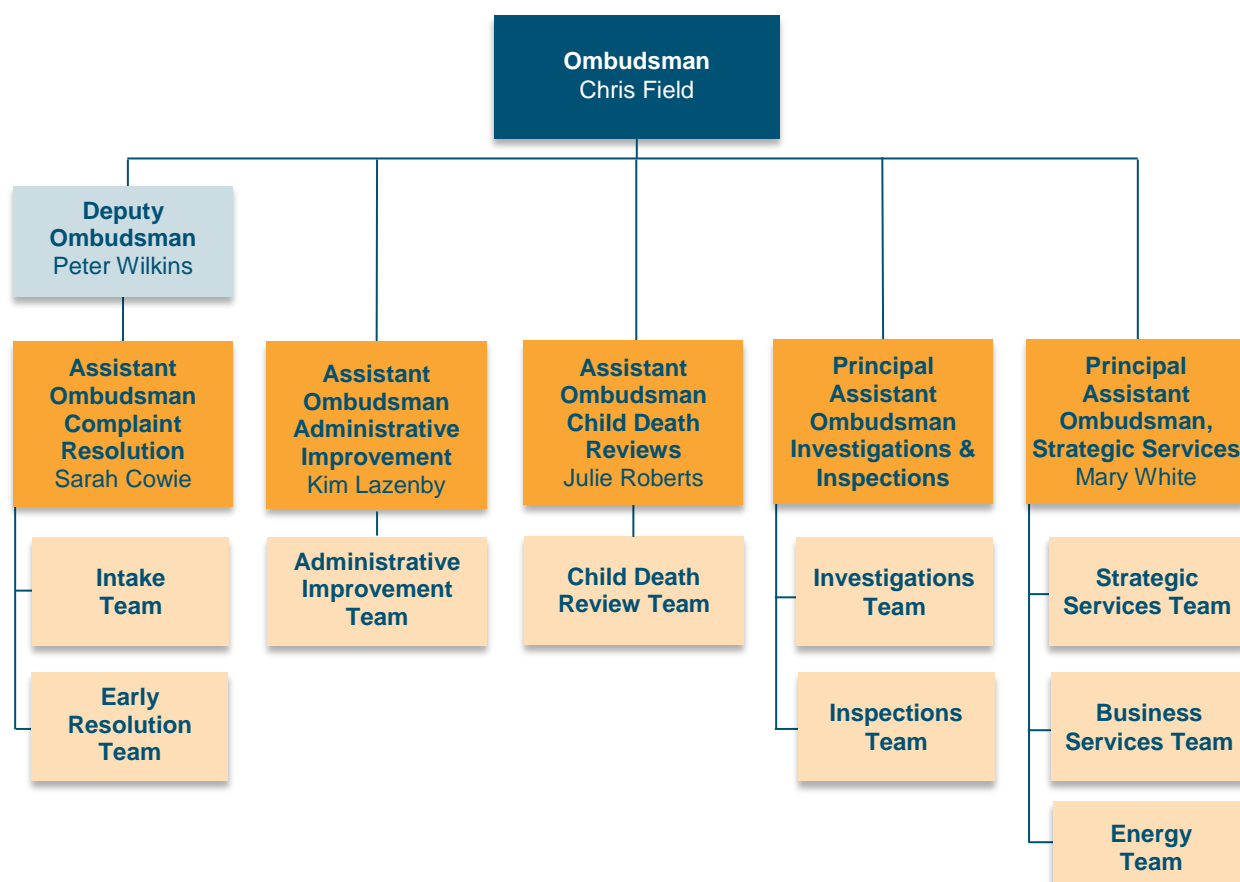 Ombudsman
Chris Field
Deputy
Ombudsman
Peter Wilkins
Assistant
Ombudsman
Complaint
Resolution
Sarah Cowie
Assistant
Ombudsman
Administrative
Improvement
Kim Lazenby
Assistant
Ombudsman
Child Death
Reviews
Julie Roberts
Principal
Assistant
Ombudsman
Investigations &
Inspections
Principal
Assistant
Ombudsman,
Strategic Services
Mary White
Intake
Team
Administrative
Improvement
Team
Child Death
Review Team
Investigations
Team
Strategic
Services Team
Early
Resolution
Team
Inspections
Team
Business
Services Team
Energy
Team